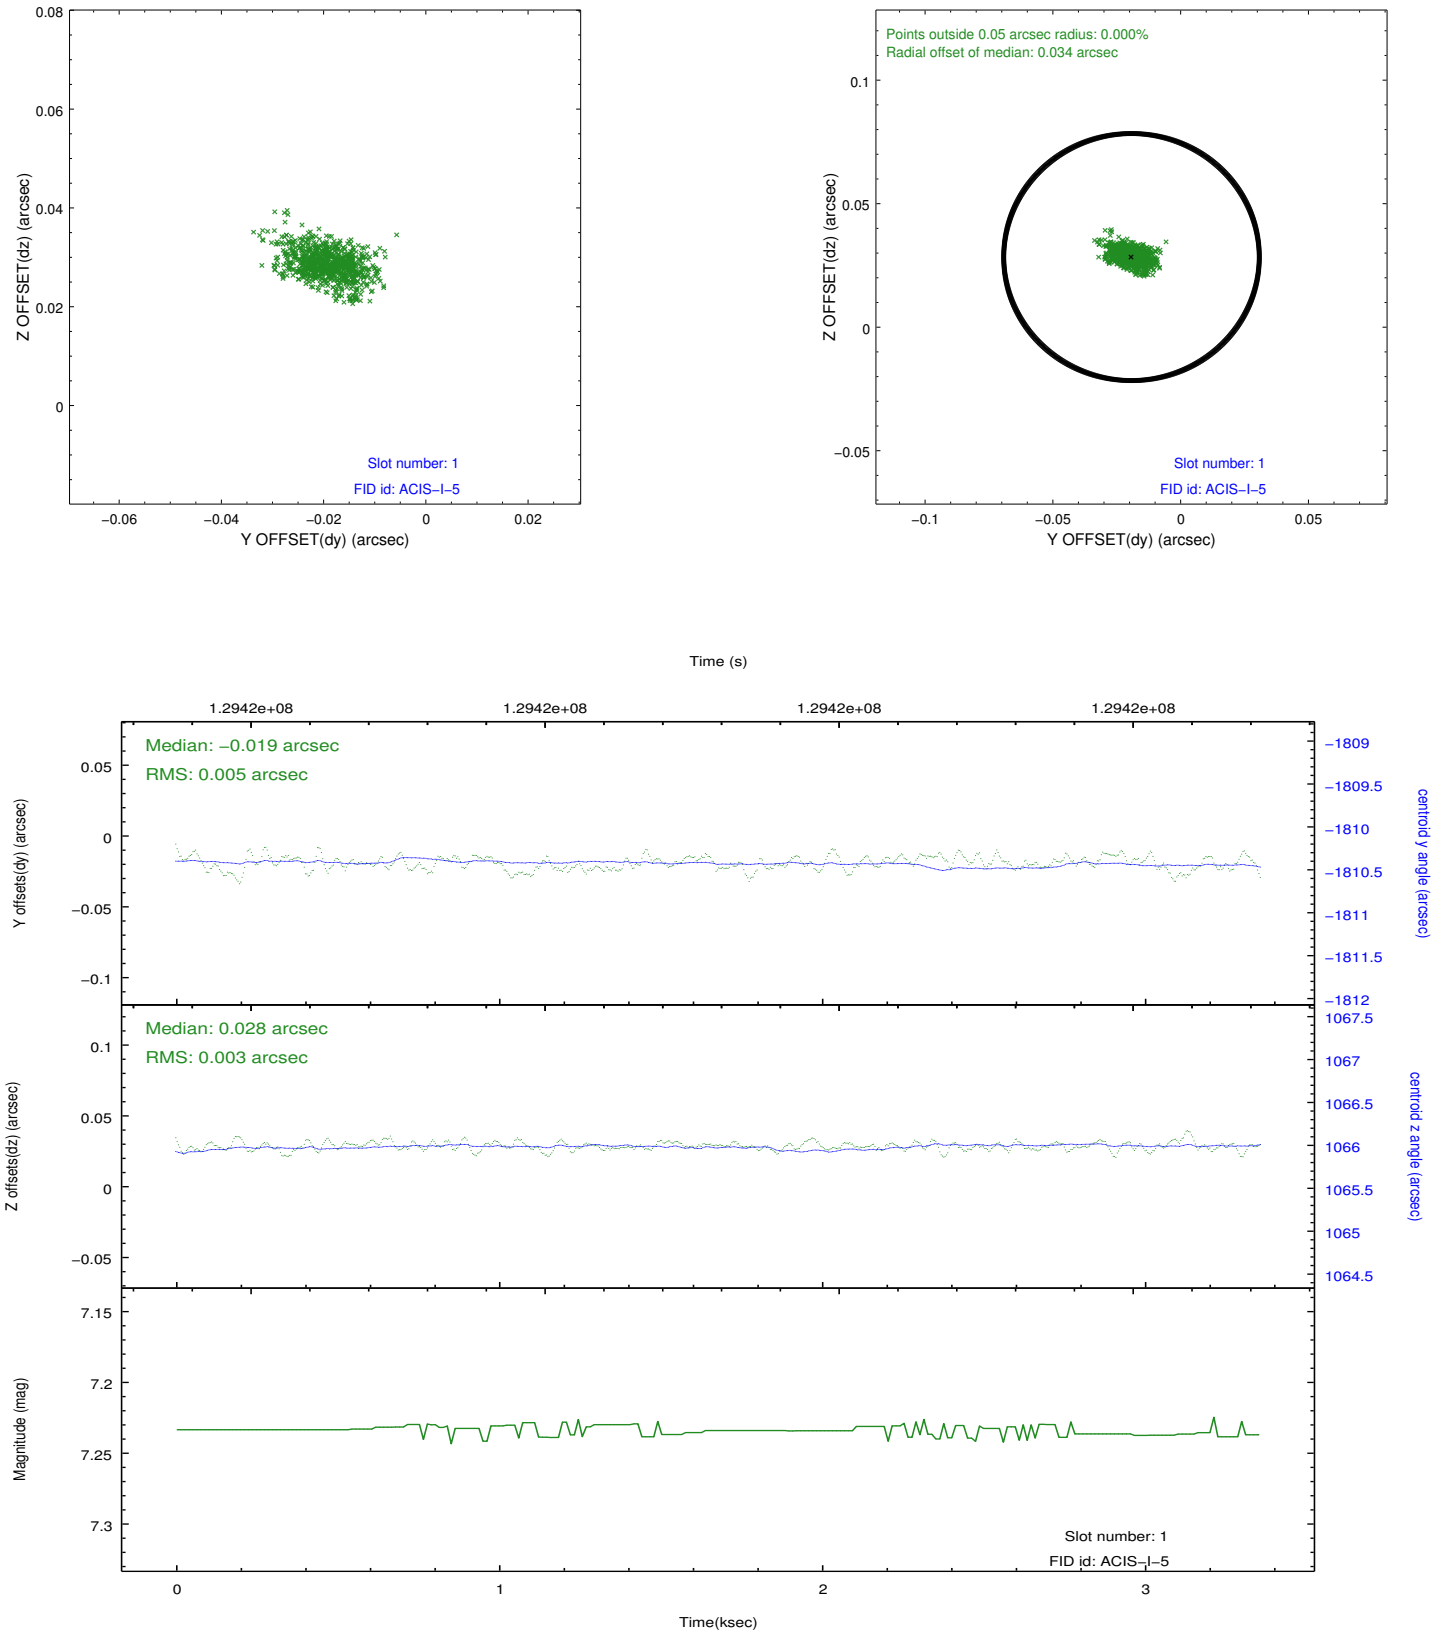 0.08
0.06
0.04
0.02
0
Z OFFSET(dz) (arcsec)
Slot number: 1
FID id: ACIS−I−5
−0.06 −0.04 −0.02 0 0.02
Y OFFSET(dy) (arcsec)
Points outside 0.05 arcsec radius: 0.000%
Radial offset of median: 0.034 arcsec
0.1
0.05
0
−0.05
Z OFFSET(dz) (arcsec)
Slot number: 1
FID id: ACIS−I−5
−0.1 −0.05 0 0.05
Y OFFSET(dy) (arcsec)
Time (s)
1.2942e+08 1.2942e+08 1.2942e+08 1.2942e+08
Median: −0.019 arcsec
RMS: 0.005 arcsec
0.05
0
−0.05
−0.1
Y offsets(dy) (arcsec)
−1809
−1809.5
−1810
−1810.5
−1811
−1811.5
−1812
centroid y angle (arcsec)
Median: 0.028 arcsec
RMS: 0.003 arcsec
0.1
0.05
0
−0.05
Z offsets(dz) (arcsec)
1067.5
1067
1066.5
1066
1065.5
1065
1064.5
centroid z angle (arcsec)
7.15
7.2
7.25
7.3
Magnitude (mag)
Slot number: 1
FID id: ACIS−I−5
0 1 2 3
Time(ksec)